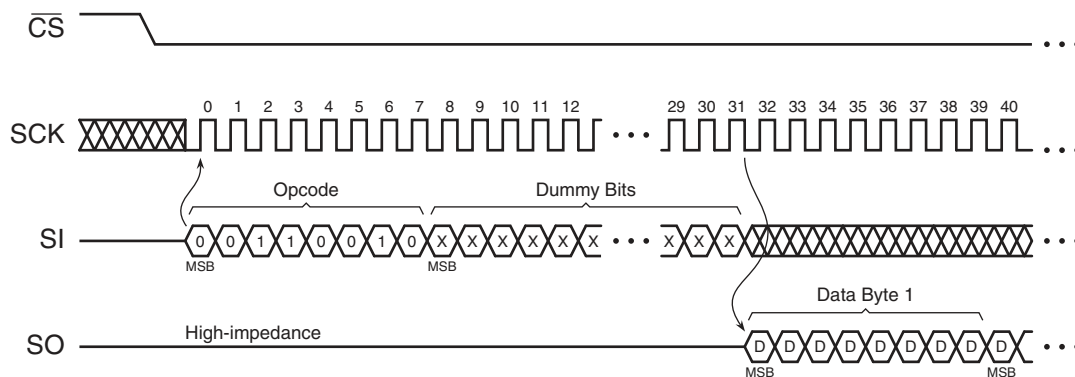 CS
0 1 2 3 4 5 6 7 8 9 10 11 12 29 30 31 32 33 34 35 36 37 38 39 40
SCK
Opcode Dummy Bits
SI 0 0 1 1 0 0 1 0 X X X X X X X X X
MSB MSB
Data Byte 1
High-impedance
SO D D D D D D D D D
MSB MSB